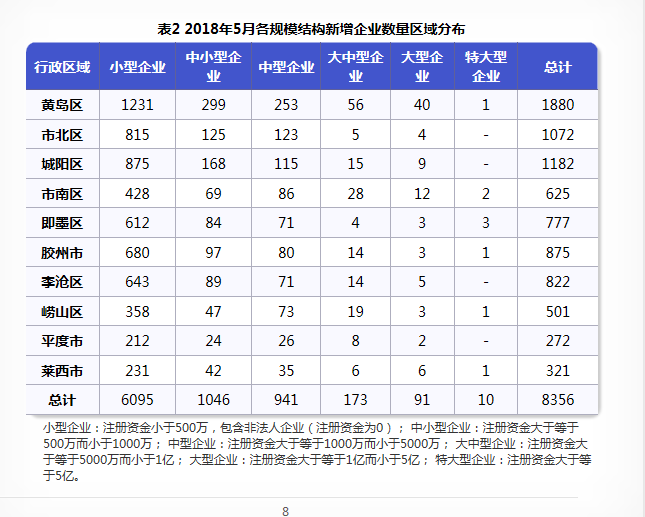 表2 2018年5月各规模结构新增企业数量区域分布
行政区域 小型企业 中小型企业 中型企业 大中型企业 大型企业 特大型企业 总计
黄岛区 1231 299 253 56 40 1 1880
市北区 815 125 123 5 4 - 1072
城阳区 875 168 115 15 9 - 1182
市南区 428 69 86 28 12 2 625
即墨区 612 84 71 4 3 3 777
胶州市 680 97 80 14 3 1 875
李沧区 643 89 71 14 5 - 822
崂山区 358 47 73 19 3 1 501
平度市 212 24 26 8 2 - 272
莱西市 231 42 35 6 6 1 321
总计 6095 1046 941 173 91 10 8356
小型企业：注册资金小于500万，包含非法人企业（注册资金为0）； 中小型企业：注册资金大于等于
500万而小于1000万； 中型企业：注册资金大于等于1000万而小于5000万； 大中型企业：注册资金大
于等于5000万而小于1亿； 大型企业：注册资金大于等于1亿而小于5亿； 特大型企业：注册资金大于等
于5亿。
8